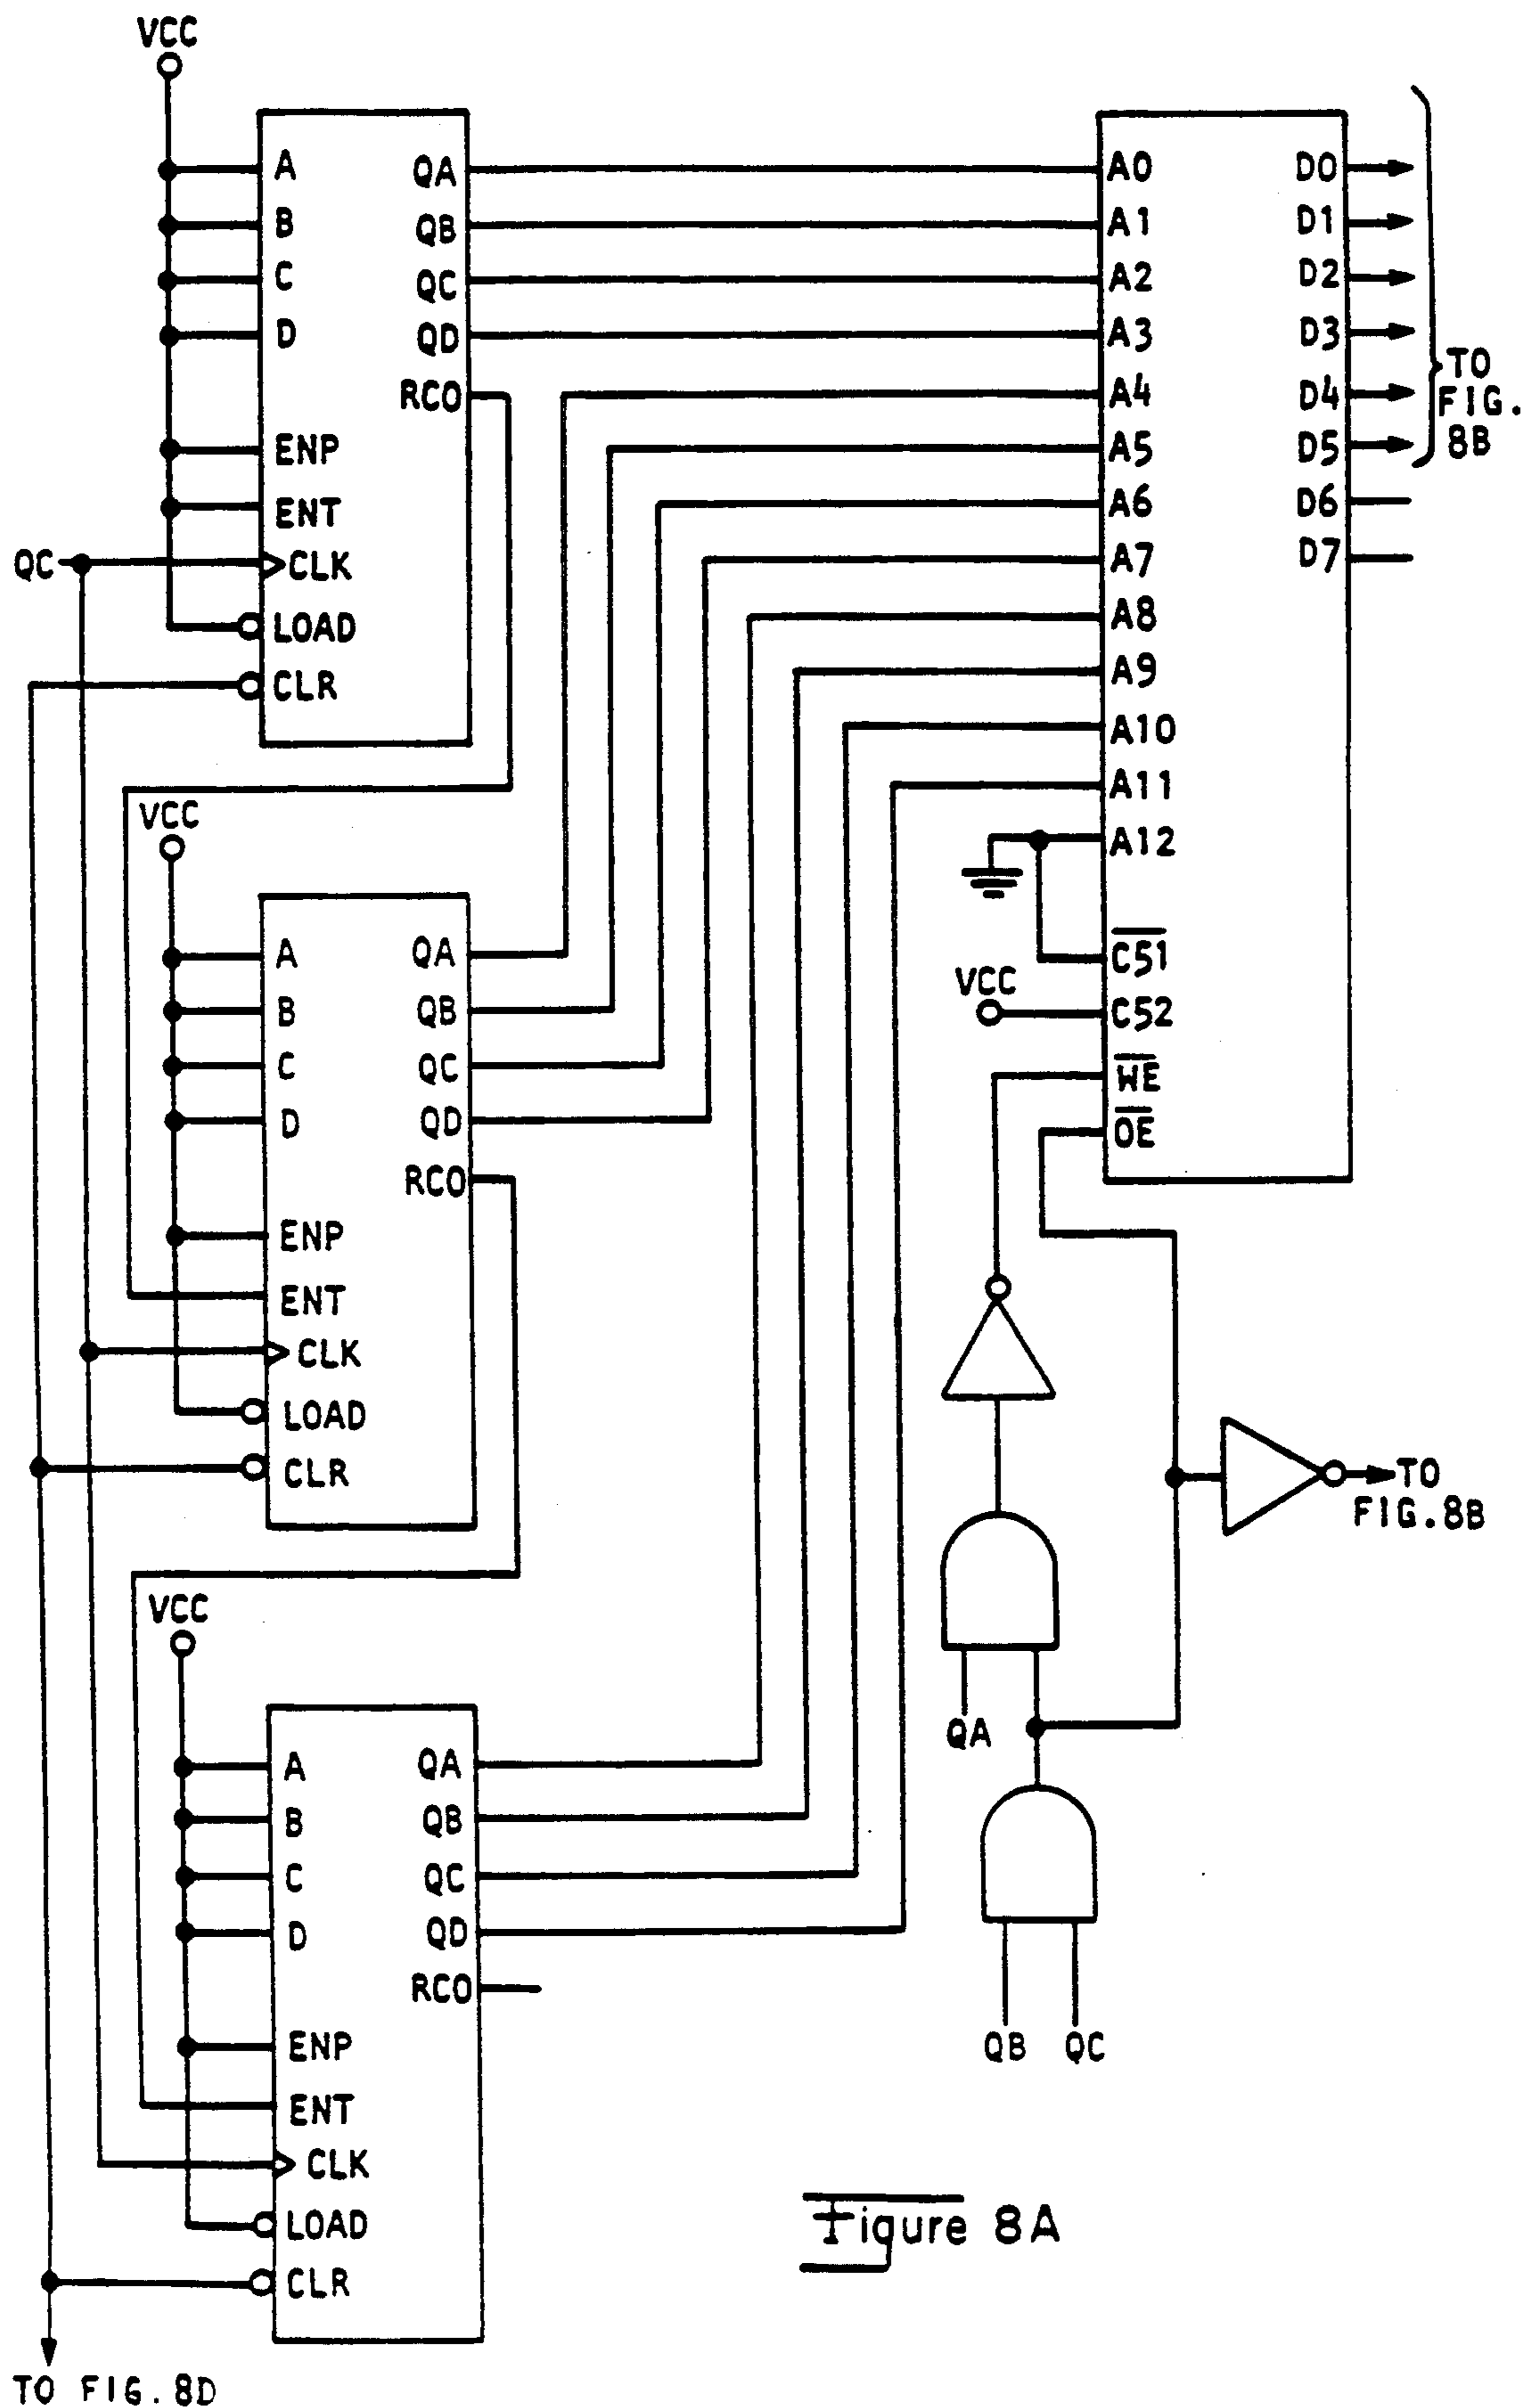 VCC
A QA
B QB
C QC
D QD
RCO
ENP
ENT
QC CLK
LOAD
CLR
A0 D0
A1 D1
A2 D2
A3 D3
A4 D4
A5 D5
A6 D6
A7 D7
A8
A9
A10
A11
A12
C51
VCC C52
WE
OE
TO
FIG.
8B
VCC
A QA
B QB
C QC
D QD
RCO
ENP
ENT
CLK
LOAD
CLR
TO
FIG.8B
QA
QB QC
VCC
A QA
B QB
C QC
D QD
RCO
ENP
ENT
CLK
LOAD
CLR
TO FIG.8D
Figure 8A